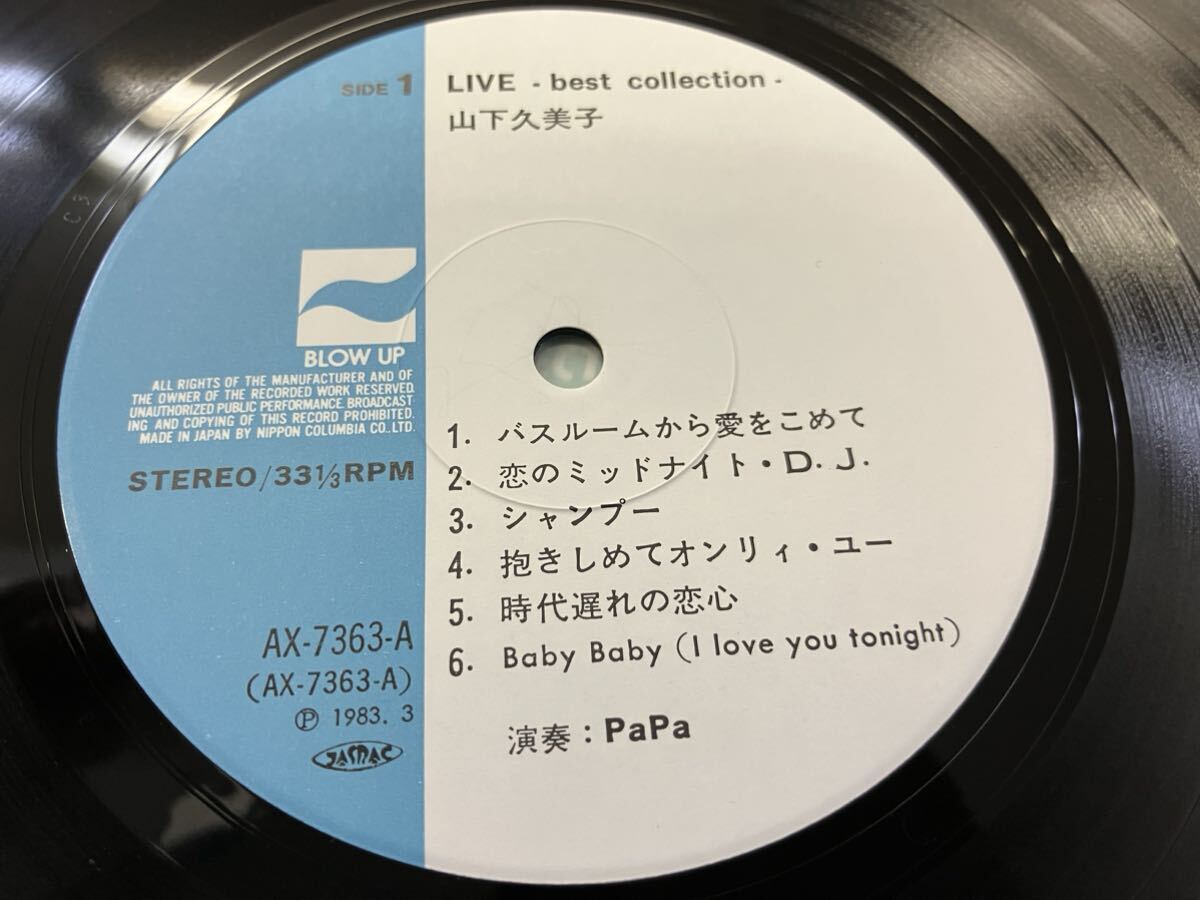 SIDE 1
LIVE - best collection -
山下久美子
BLOW UP
ALL RIGHTS OF THE MANUFACTURER AND OF
THE OWNER OF THE RECORDED WORK RESERVED.
UNAUTHORIZED PUBLIC PERFORMANCE. BROADCAST
ING AND COPYING OF THIS RECORD PROHIBITED.
MADE IN JAPAN BY NIPPON COLUMBIA CO.,LTD.
STEREO/33 1/3 RPM
AX-7363-A
(AX-7363-A)
Ⓟ 1983. 3
JASRAC
1. バスルームから愛をこめて
2. 恋のミッドナイト・D. J.
3. シャンプー
4. 抱きしめてオンリィ・ユー
5. 時代遅れの恋心
6. Baby Baby (I love you tonight)
演奏：PaPa
C 3